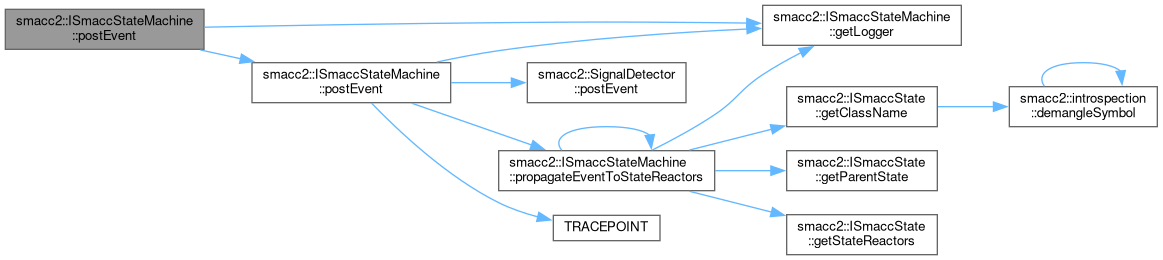 smacc2::ISmaccStateMachine
::postEvent
smacc2::ISmaccStateMachine
::postEvent
smacc2::ISmaccStateMachine
::getLogger
smacc2::SignalDetector
::postEvent
smacc2::ISmaccStateMachine
::propagateEventToStateReactors
TRACEPOINT
smacc2::ISmaccState
::getClassName
smacc2::ISmaccState
::getParentState
smacc2::ISmaccState
::getStateReactors
smacc2::introspection
::demangleSymbol